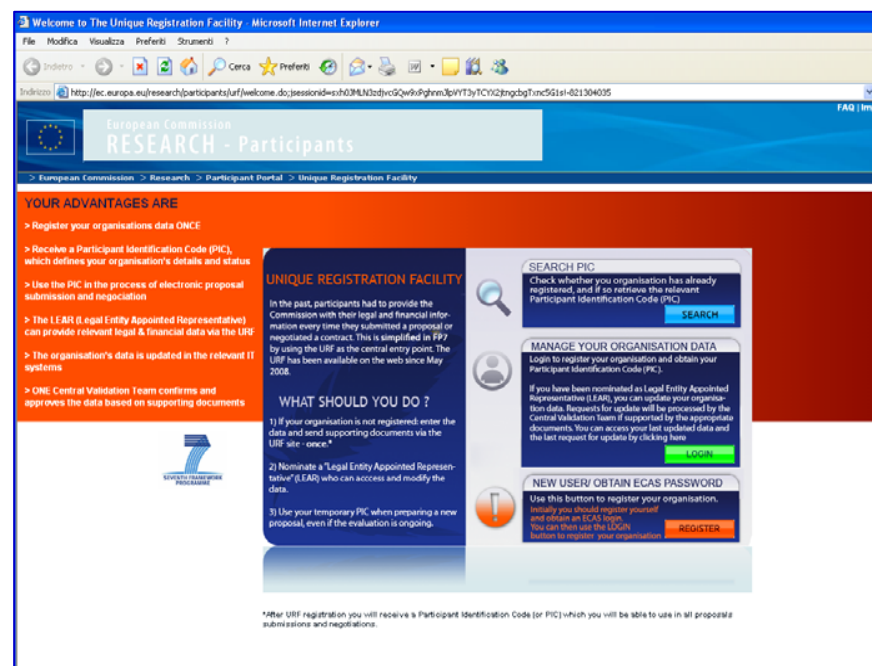 Welcome to The Unique Registration Facility - Microsoft Internet Explorer
File Modifica Visualizza Preferiti Strumenti ?
Indietro Cerca Preferiti
Indirizzo
FAQ | Im
European Commission
RESEARCH - Participants
> European Commission > Research > Participant Portal > Unique Registration Facility
YOUR ADVANTAGES ARE
> Register your organisations data ONCE
> Receive a Participant Identification Code (PIC),
which defines your organisation's details and status
> Use the PIC in the process of electronic proposal
submission and negociation
> The LEAR (Legal Entity Appointed Representative)
can provide relevant legal & financial data via the URF
> The organisation's data is updated in the relevant IT
systems
> ONE Central Validation Team confirms and
approves the data based on supporting documents
SEVENTH FRAMEWORK
PROGRAMME
UNIQUE REGISTRATION FACILITY
In the past, participants had to provide the
Commission with their legal and financial infor-
mation every time they submitted a proposal or
negotiated a contract. This is simplified in FP7
by using the URF as the central entry point. The
URF has been available on the web since May
2008.
WHAT SHOULD YOU DO ?
1) If your organisation is not registered: enter the
data and send supporting documents via the
URF site - once.*
2) Nominate a "Legal Entity Appointed Represen-
tative" (LEAR) who can access and modify the
data.
3) Use your temporary PIC when preparing a new
proposal, even if the evaluation is ongoing.
SEARCH PIC
Check whether you organisation has already
registered, and if so retrieve the relevant
Participant Identification Code (PIC)
SEARCH
MANAGE YOUR ORGANISATION DATA
Login to register your organisation and obtain your
Participant Identification Code (PIC).
If you have been nominated as Legal Entity Appointed
Representative (LEAR), you can update your organisa-
tion data. Requests for update will be processed by the
Central Validation Team if supported by the appropriate
documents. You can access your last updated data and
the last request for update by clicking here
LOGIN
NEW USER/ OBTAIN ECAS PASSWORD
Use this button to register your organisation.
Initially you should register yourself
and obtain an ECAS login.
You can then use the LOGIN
button to register your organisation
REGISTER
*After URF registration you will receive a Participant Identification Code (or PIC) which you will be able to use in all proposals
submissions and negotiations.